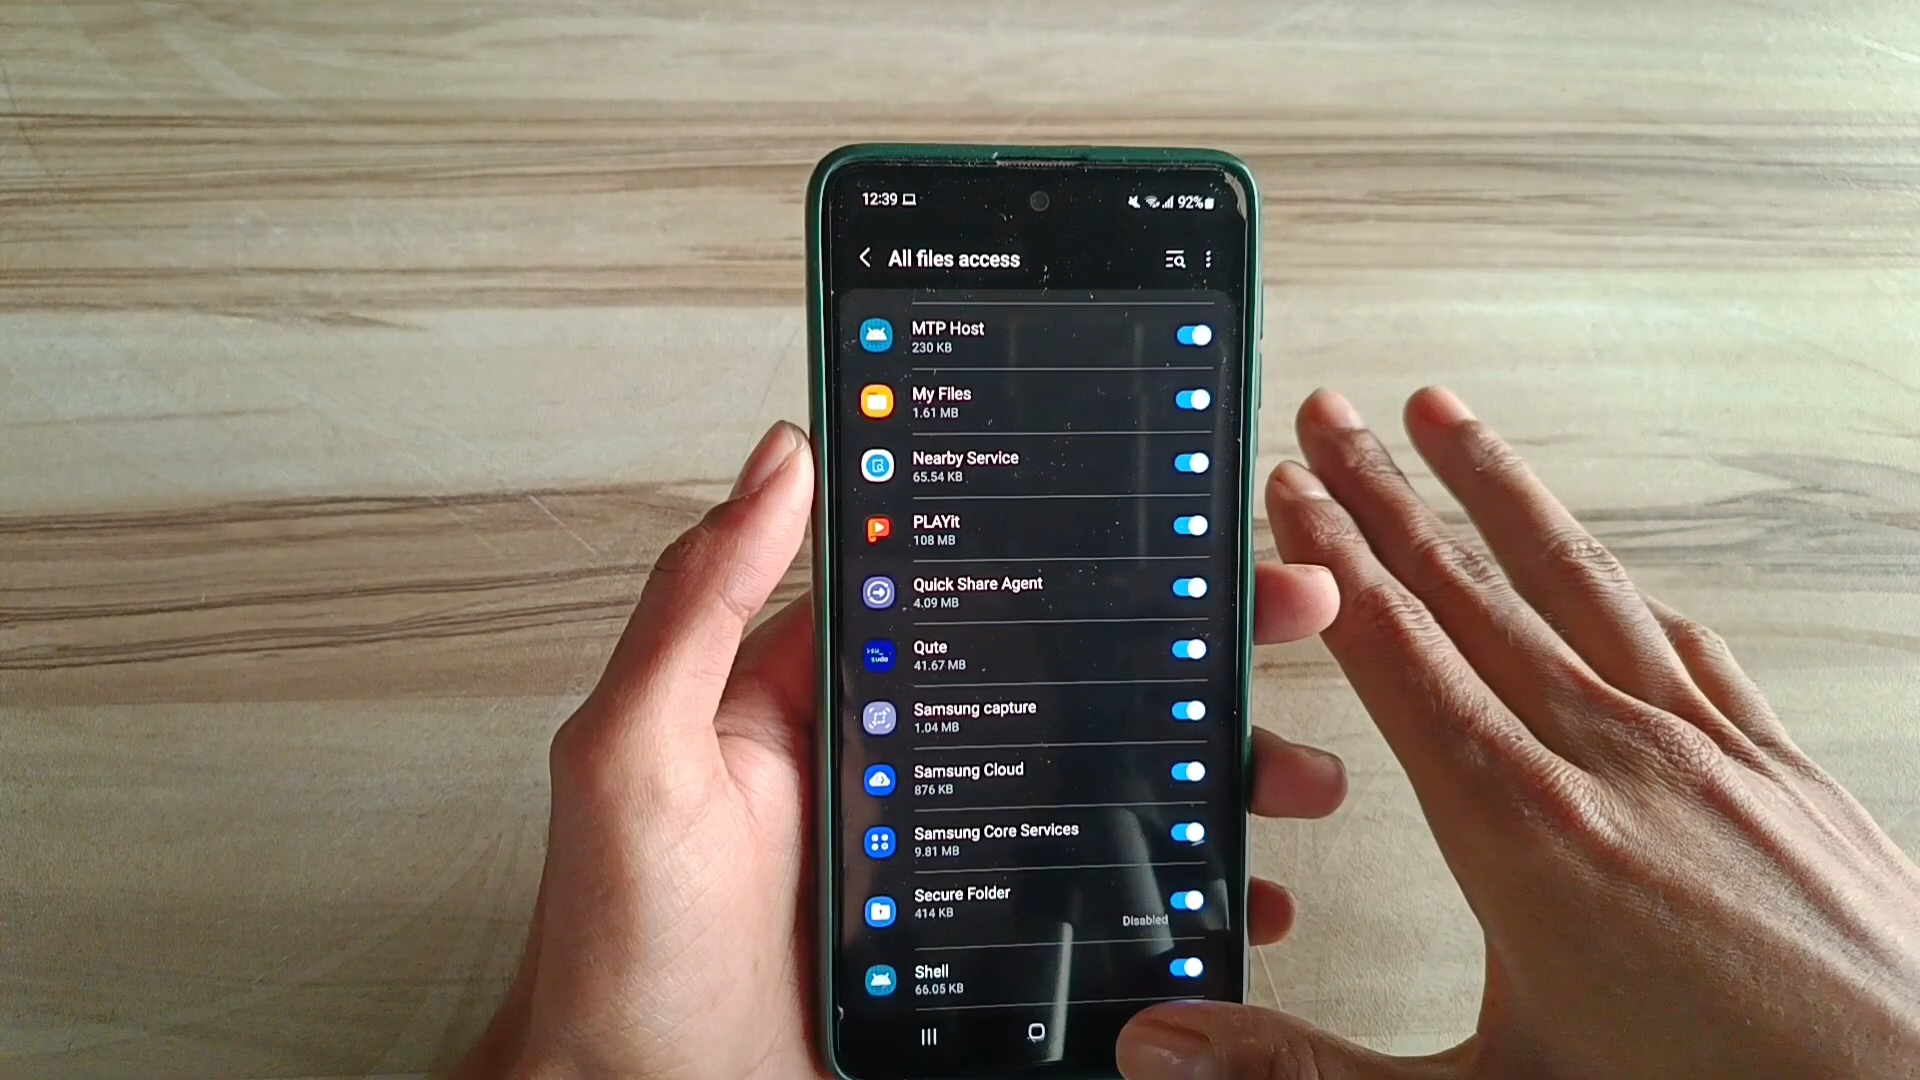 12:39
92%
All files access
MTP Host
230 KB
My Files
1.61 MB
Nearby Service
65.54 KB
PLAYit
108 MB
Quick Share Agent
4.09 MB
>su_
sudo
Qute
41.67 MB
Samsung capture
1.04 MB
Samsung Cloud
876 KB
Samsung Core Services
9.81 MB
Secure Folder
414 KB
Disabled
Shell
66.05 KB